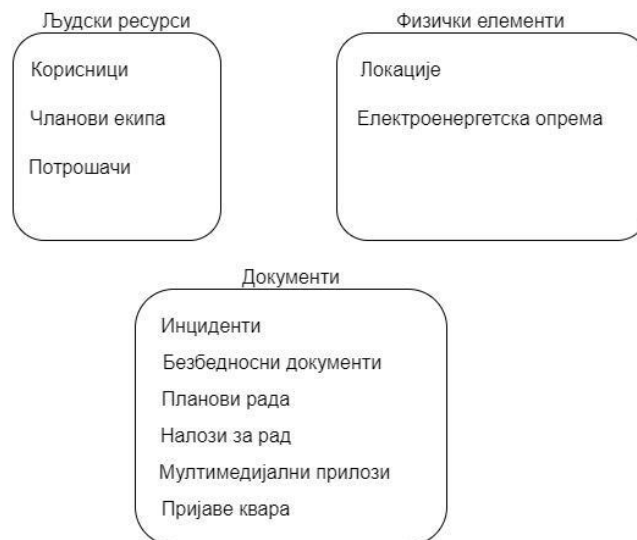 Људски ресурси
Корисници
Чланови екипа
Потрошачи
Физички елементи
Локације
Електроенергетска опрема
Документи
Инциденти
Безбедносни документи
Планови рада
Налози за рад
Мултимедијални прилози
Пријаве квара